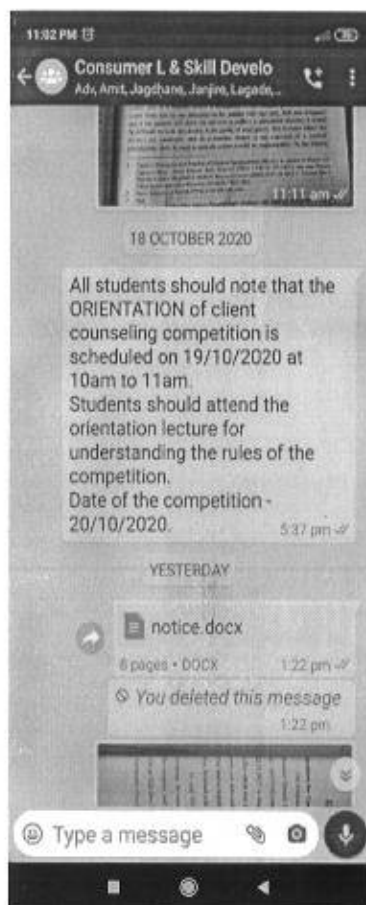 11:02 PM
Consumer L & Skill Develo
Adv, Amit, Jagdhane, Janjire, Lagade,...
11:11 am
18 OCTOBER 2020
All students should note that the
ORIENTATION of client
counseling competition is
scheduled on 19/10/2020 at
10am to 11am.
Students should attend the
orientation lecture for
understanding the rules of the
competition.
Date of the competition -
20/10/2020.
5:37 pm
YESTERDAY
notice.docx
6 pages • DOCX 1:22 pm
You deleted this message
1:22 pm
Type a message